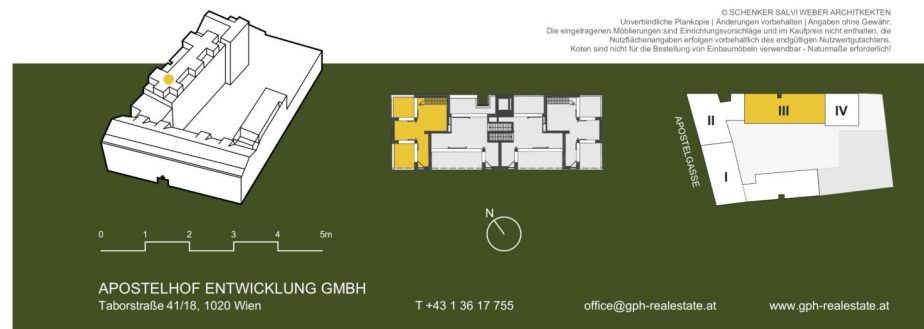 © SCHENKER SALVI WEBER ARCHITKEKTEN
Unverbindliche Plankopie | Änderungen vorbehalten | Angaben ohne Gewähr.
Die eingetragenen Möblierungen sind Einrichtungsvorschläge und im Kaufpreis nicht enthalten, die
Nutzflächenangaben erfolgen vorbehaltlich des endgültigen Nutzwertgutachtens.
Koten sind nicht für die Bestellung von Einbaumöbeln verwendbar - Naturmaße erforderlich!
II
III
IV
I
APOSTELGASSE
N
0 1 2 3 4 5m
APOSTELHOF ENTWICKLUNG GMBH
Taborstraße 41/18, 1020 Wien
T +43 1 36 17 755
office@gph-realestate.at
www.gph-realestate.at